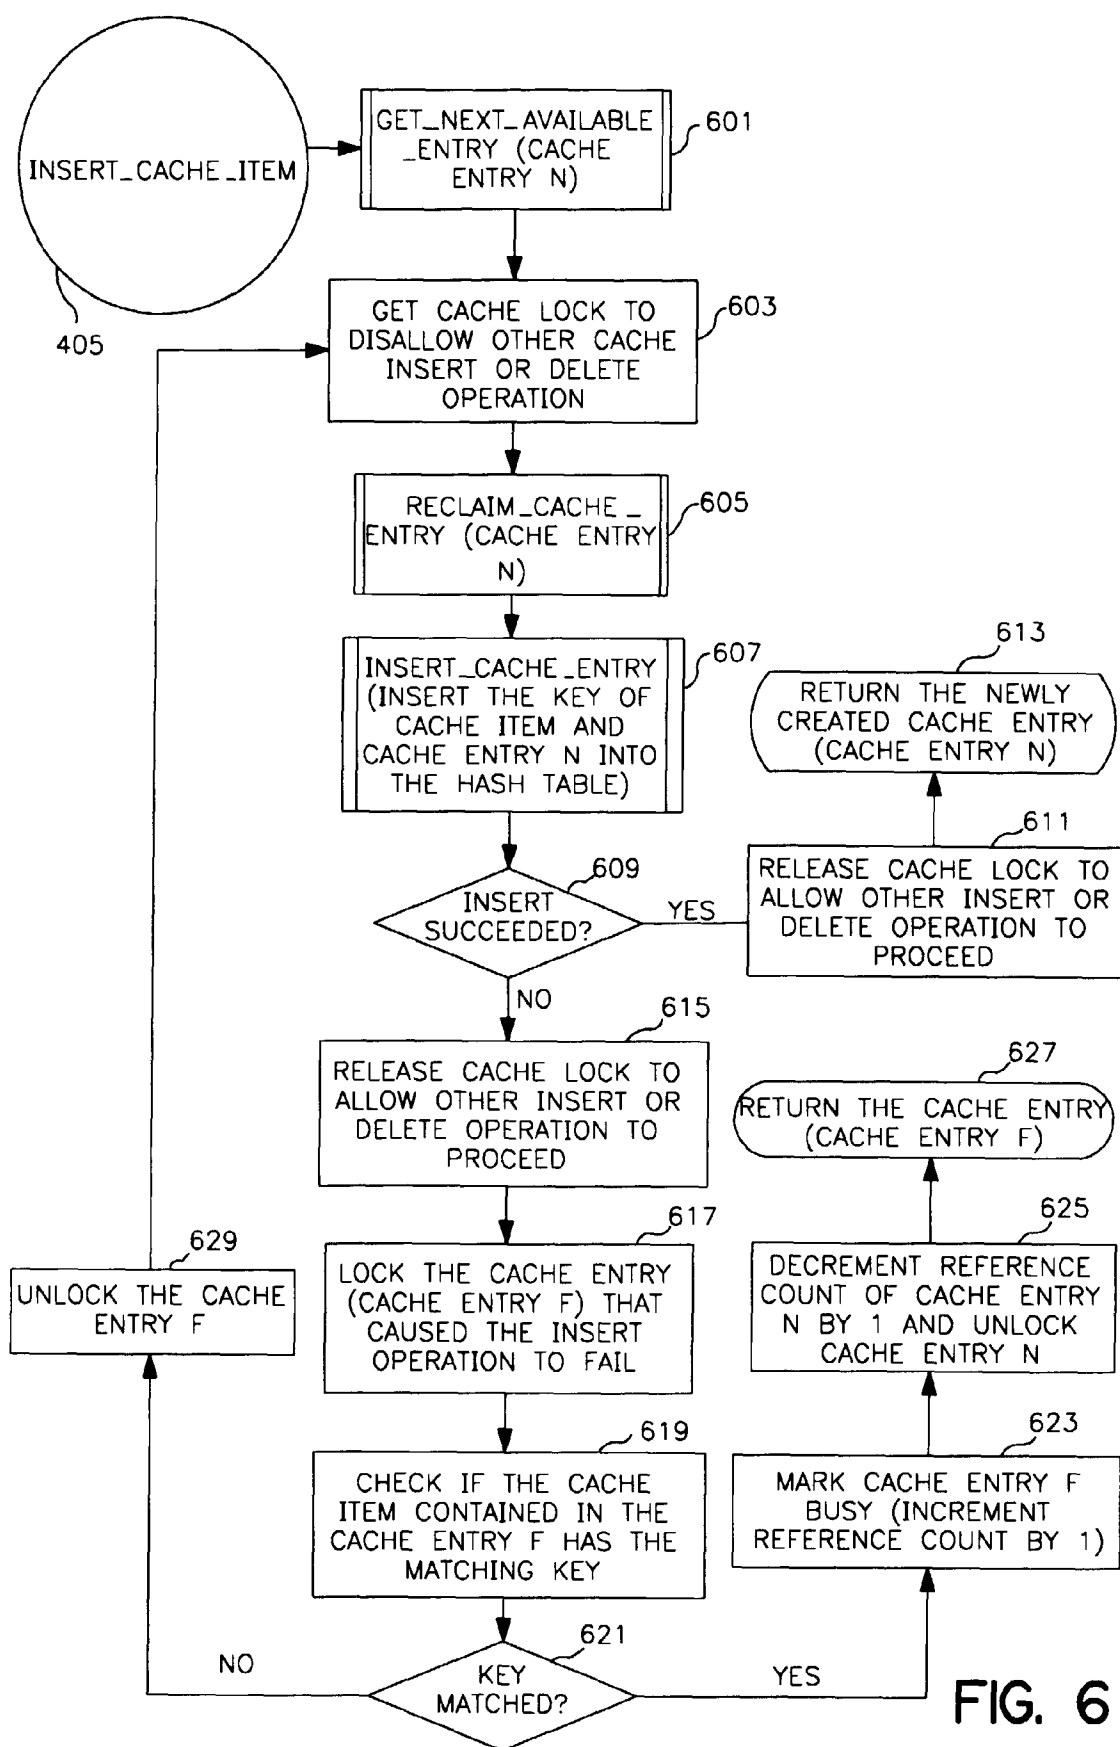 INSERT_CACHE_ITEM
405
GET_NEXT_AVAILABLE
_ENTRY (CACHE
ENTRY N)
601
GET CACHE LOCK TO
DISALLOW OTHER CACHE
INSERT OR DELETE
OPERATION
603
RECLAIM_CACHE_
ENTRY (CACHE ENTRY
N)
605
INSERT_CACHE_ENTRY
(INSERT THE KEY OF
CACHE ITEM AND
CACHE ENTRY N INTO
THE HASH TABLE)
607
INSERT
SUCCEEDED?
609
YES
RELEASE CACHE LOCK TO
ALLOW OTHER INSERT OR
DELETE OPERATION TO
PROCEED
611
RETURN THE NEWLY
CREATED CACHE ENTRY
(CACHE ENTRY N)
613
NO
RELEASE CACHE LOCK TO
ALLOW OTHER INSERT OR
DELETE OPERATION TO
PROCEED
615
LOCK THE CACHE ENTRY
(CACHE ENTRY F) THAT
CAUSED THE INSERT
OPERATION TO FAIL
617
CHECK IF THE CACHE
ITEM CONTAINED IN THE
CACHE ENTRY F HAS THE
MATCHING KEY
619
KEY
MATCHED?
621
YES
MARK CACHE ENTRY F
BUSY (INCREMENT
REFERENCE COUNT BY 1)
623
DECREMENT REFERENCE
COUNT OF CACHE ENTRY
N BY 1 AND UNLOCK
CACHE ENTRY N
625
RETURN THE CACHE ENTRY
(CACHE ENTRY F)
627
NO
UNLOCK THE CACHE
ENTRY F
629
FIG. 6